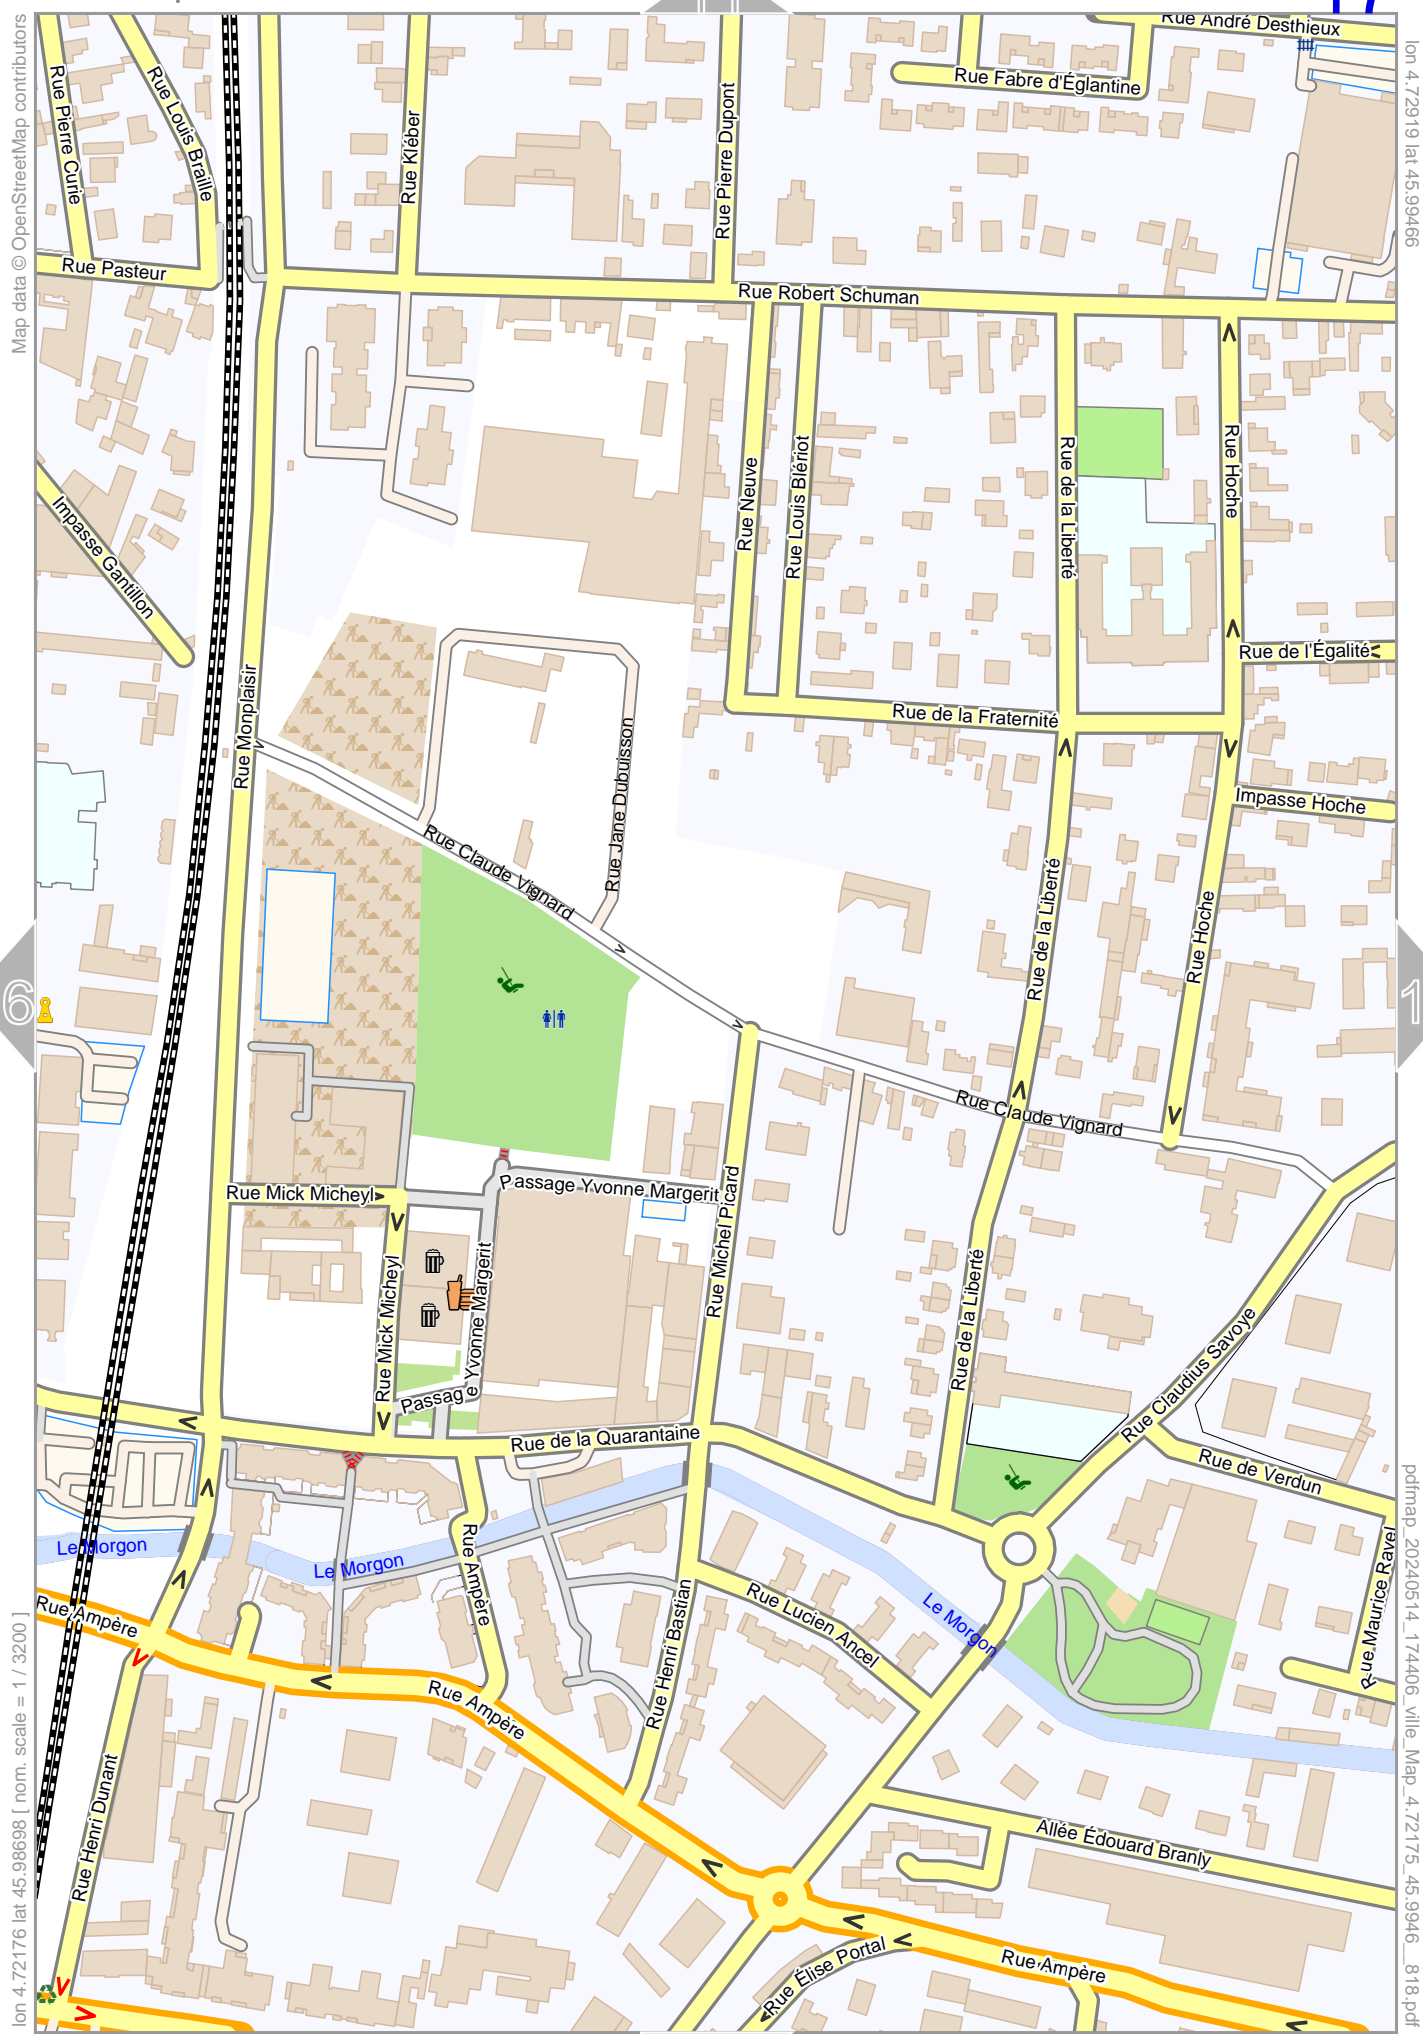 Rue André Desthieux
Rue Fabre d'Églantine
Rue Pierre Curie
Rue Louis Braille
Rue Kléber
Rue Pierre Dupont
Rue Pasteur
Rue Robert Schuman
Map data © OpenStreetMap contributors
lon 4.72919 lat 45.99466
Impasse Gantillon
Rue Neuve
Rue Louis Blériot
Rue de la Liberté
Rue Hoche
Rue de l'Égalité
Rue Monplaisir
Rue de la Fraternité
Rue Jane Dubuisson
Impasse Hoche
Rue Claude Vignard
Rue de la Liberté
Rue Hoche
6
1
Rue Claude Vignard
Rue Mick Micheyl
Passage Yvonne Margerit
Rue Michel Picard
Rue Mick Micheyl
Passage Yvonne Margerit
Rue de la Liberté
Rue Claudius Savoye
Rue de la Quarantaine
Rue de Verdun
Le Morgon
Le Morgon
Rue Ampère
Rue Ampère
Rue Henri Bastian
Rue Lucien Ancel
Le Morgon
Rue Maurice Ravel
Rue Ampère
Rue Henri Dunant
Allée Édouard Branly
Rue Élise Portal
Rue Ampère
lon 4.72176 lat 45.98698 [ nom. scale = 1 / 3200 ]
pdfmap_20240514_174406_ville_Map_4.72175_45.9946__818.pdf